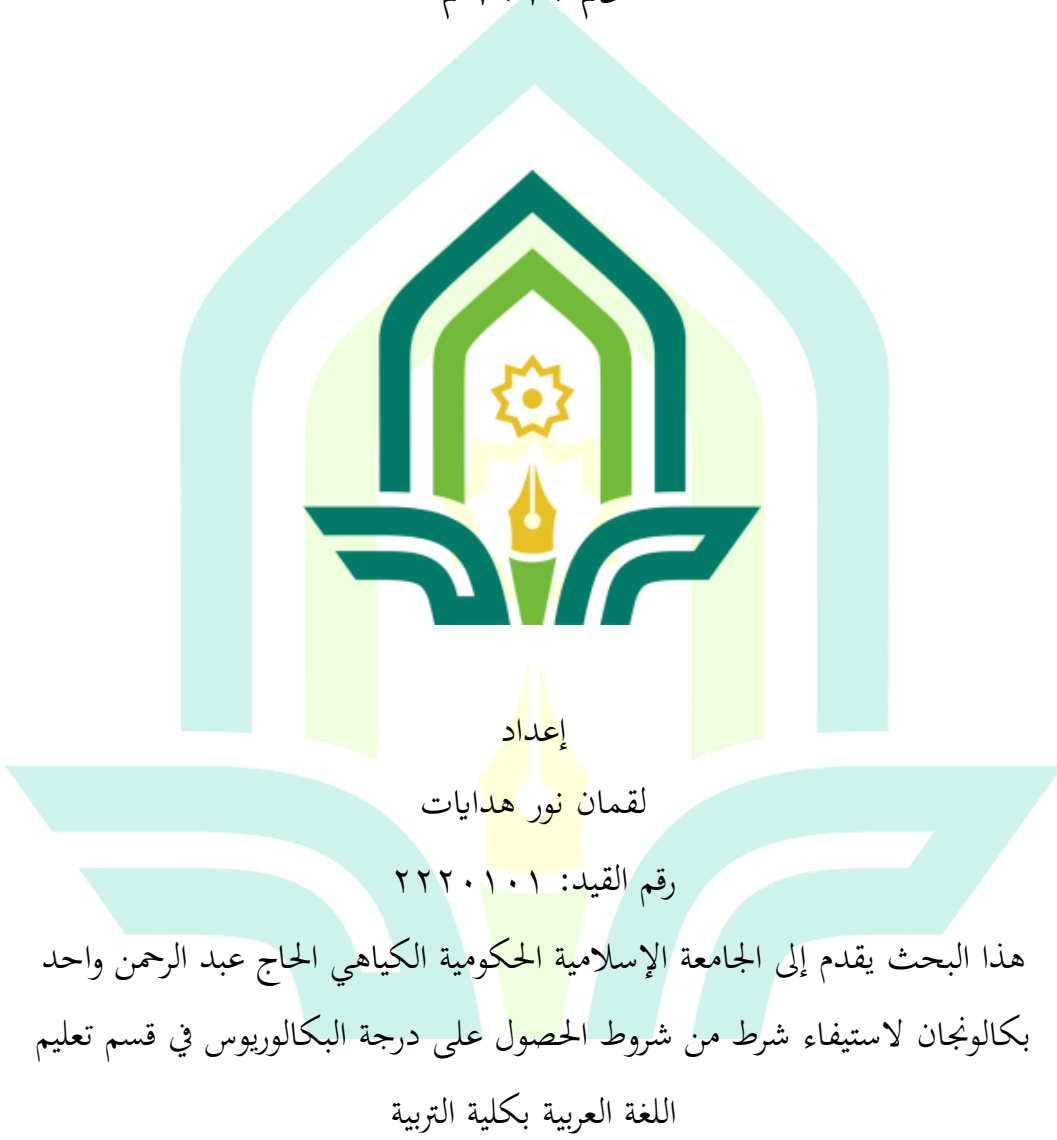 إعداد
لقمان نور هدايات
رقم القيد: ٢٢٢٠١٠١
هذا البحث يقدم إلى الجامعة الإسلامية الحكومية الكياهي الحاج عبد الرحمن واحد
بكالونجان لاستيفاء شرط من شروط الحصول على درجة البكالوريوس في قسم تعليم
اللغة العربية بكلية التربية